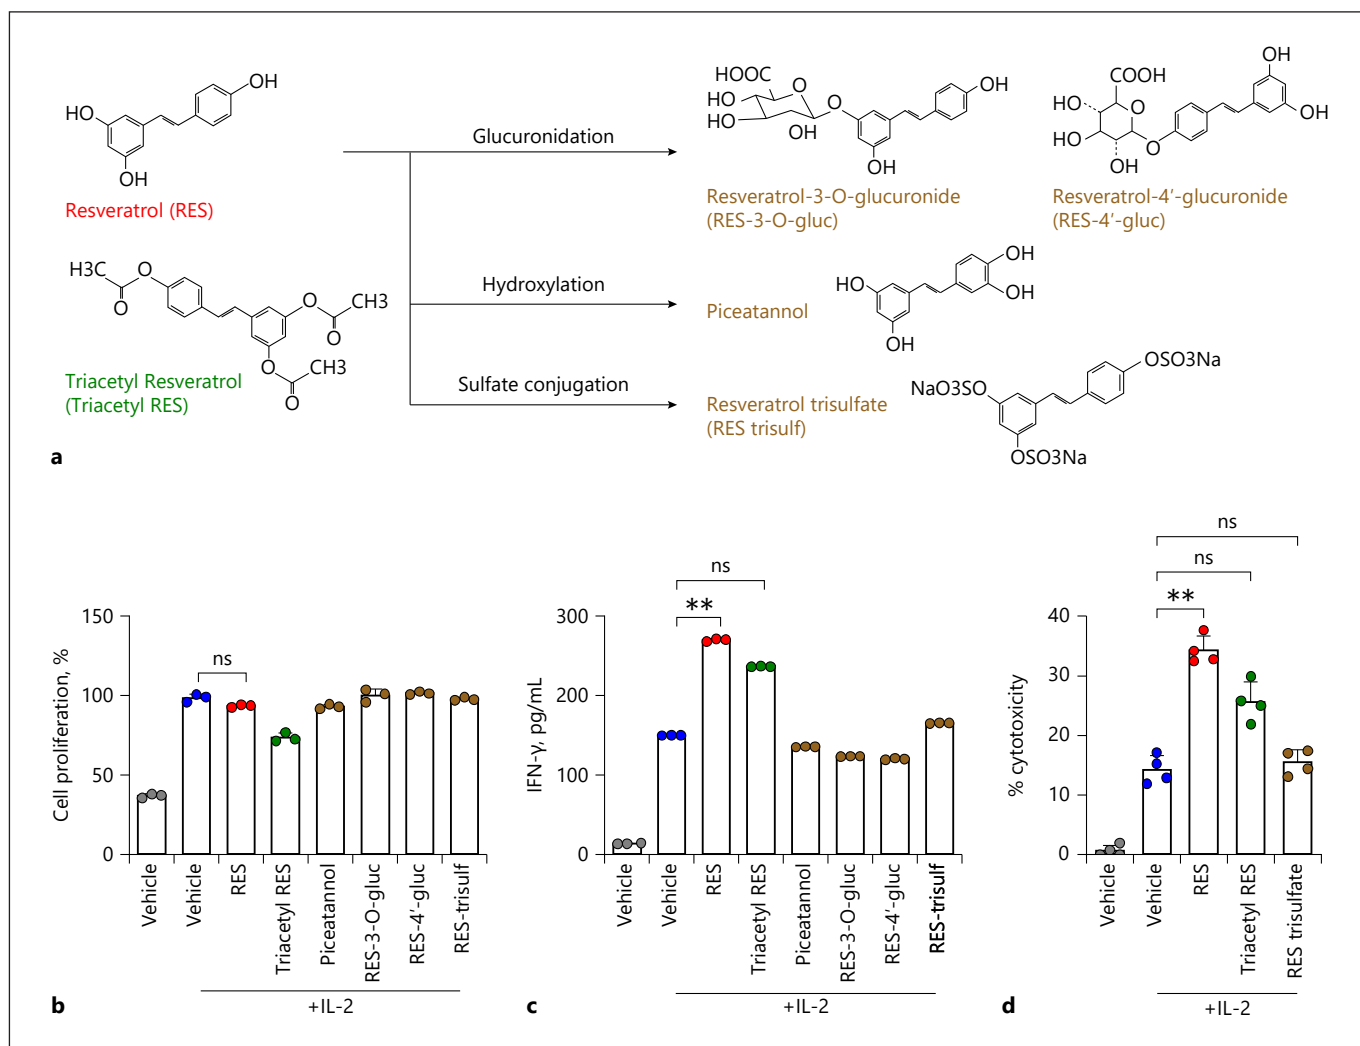 OH
HO
OH
Resveratrol (RES)
H3C
O
O
O
CH3
O
O
CH3
O
Triacetyl Resveratrol
(Triacetyl RES)
Glucuronidation
Hydroxylation
Sulfate conjugation
HOOC
HO
HO
O
OH
O
OH
OH
Resveratrol-3-O-glucuronide
(RES-3-O-gluc)
COOH
HO
O
HO
OH
O
OH
OH
Resveratrol-4′-glucuronide
(RES-4′-gluc)
Piceatannol
HO
OH
OH
OH
Resveratrol trisulfate
(RES trisulf)
OSO3Na
NaO3SO
OSO3Na
a
Cell proliferation, %
150
100
50
0
ns
Vehicle
Vehicle
RES
Triacetyl RES
Piceatannol
RES-3-O-gluc
RES-4′-gluc
RES-trisulf
+IL-2
b
IFN-γ, pg/mL
300
200
100
0
ns
**
Vehicle
Vehicle
RES
Triacetyl RES
Piceatannol
RES-3-O-gluc
RES-4′-gluc
RES-trisulf
+IL-2
c
% cytotoxicity
40
30
20
10
0
ns
ns
**
Vehicle
Vehicle
RES
Triacetyl RES
RES trisulfate
+IL-2
d